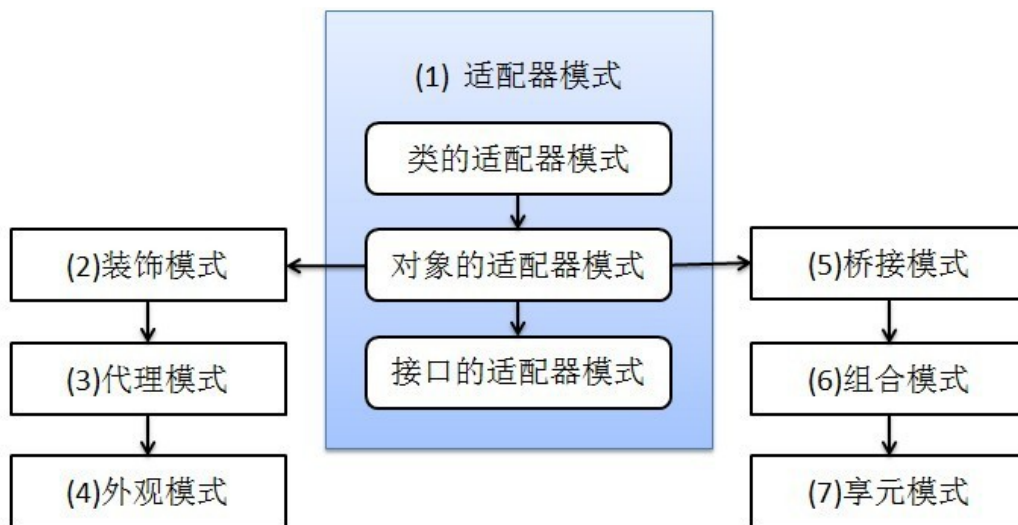 (1) 适配器模式
类的适配器模式
对象的适配器模式
接口的适配器模式
(2)装饰模式
(3)代理模式
(4)外观模式
(5)桥接模式
(6)组合模式
(7)享元模式